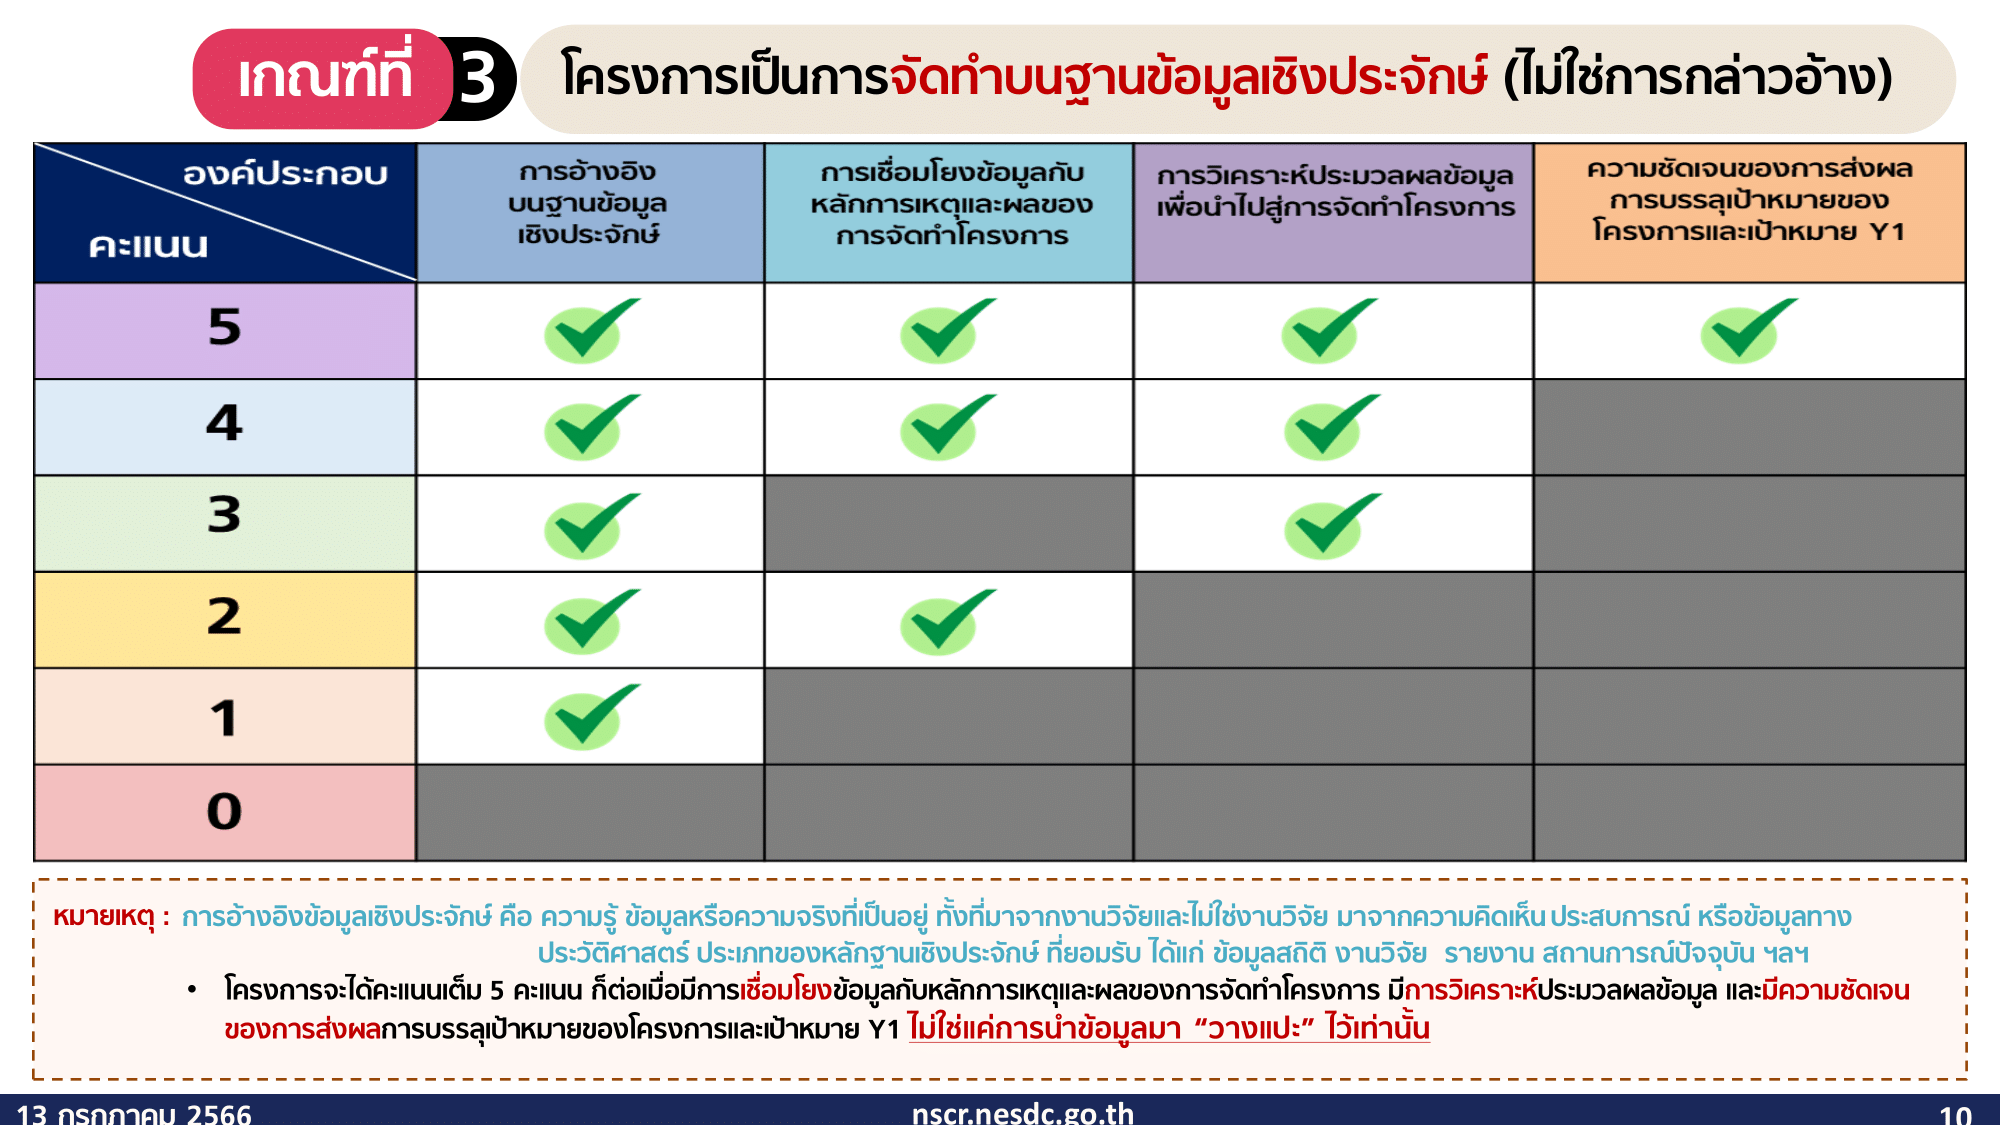 เกณฑ์ที่ 3 โครงการเป็นการจัดทำบนฐานข้อมูลเชิงประจักษ์ (ไม่ใช่การกล่าวอ้าง)
องค์ประกอบ
คะแนน
การอ้างอิง
บนฐานข้อมูล
เชิงประจักษ์
การเชื่อมโยงข้อมูลกับ
หลักการเหตุและผลของ
การจัดทำโครงการ
การวิเคราะห์ประมวลผลข้อมูล
เพื่อนำไปสู่การจัดทำโครงการ
ความชัดเจนของการส่งผล
การบรรลุเป้าหมายของ
โครงการและเป้าหมาย Y1
5
4
3
2
1
0
หมายเหตุ : การอ้างอิงข้อมูลเชิงประจักษ์ คือ ความรู้ ข้อมูลหรือความจริงที่เป็นอยู่ ทั้งที่มาจากงานวิจัยและไม่ใช่งานวิจัย มาจากความคิดเห็น ประสบการณ์ หรือข้อมูลทาง
ประวัติศาสตร์ ประเภทของหลักฐานเชิงประจักษ์ ที่ยอมรับ ได้แก่ ข้อมูลสถิติ งานวิจัย รายงาน สถานการณ์ปัจจุบัน ฯลฯ
• โครงการจะได้คะแนนเต็ม 5 คะแนน ก็ต่อเมื่อมีการเชื่อมโยงข้อมูลกับหลักการเหตุและผลของการจัดทำโครงการ มีการวิเคราะห์ประมวลผลข้อมูล และมีความชัดเจน
ของการส่งผลการบรรลุเป้าหมายของโครงการและเป้าหมาย Y1 ไม่ใช่แค่การนำข้อมูลมา “วางแปะ” ไว้เท่านั้น
13 กรกฎาคม 2566
nscr.nesdc.go.th
10